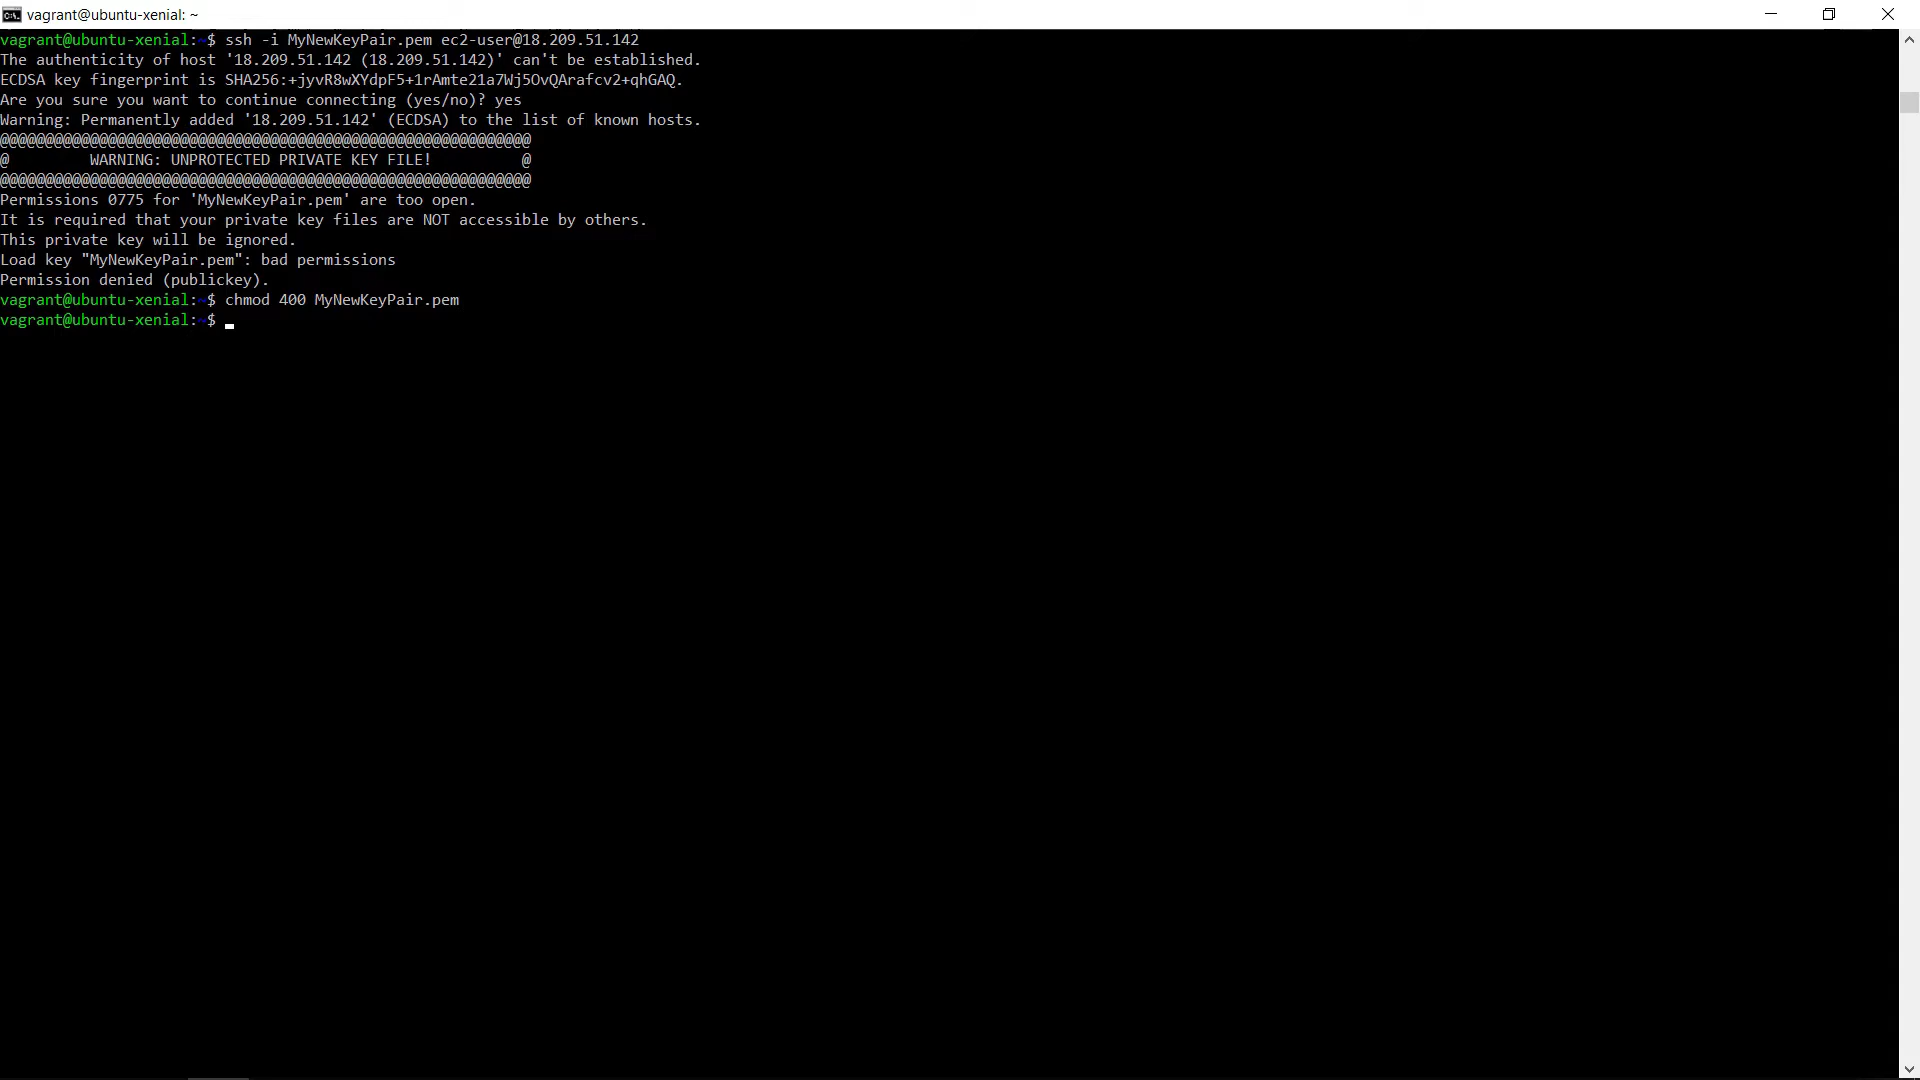 vagrant@ubuntu-xenial: ~
vagrant@ubuntu-xenial:~$ ssh -i MyNewKeyPair.pem ec2-user@18.209.51.142
The authenticity of host '18.209.51.142 (18.209.51.142)' can't be established.
ECDSA key fingerprint is SHA256:+jyvR8wXYdpF5+1rAmte21a7Wj5OvQArafcv2+qhGAQ.
Are you sure you want to continue connecting (yes/no)? yes
Warning: Permanently added '18.209.51.142' (ECDSA) to the list of known hosts.
@@@@@@@@@@@@@@@@@@@@@@@@@@@@@@@@@@@@@@@@@@@@@@@@@@@@@@@@@@@
@         WARNING: UNPROTECTED PRIVATE KEY FILE!          @
@@@@@@@@@@@@@@@@@@@@@@@@@@@@@@@@@@@@@@@@@@@@@@@@@@@@@@@@@@@
Permissions 0775 for 'MyNewKeyPair.pem' are too open.
It is required that your private key files are NOT accessible by others.
This private key will be ignored.
Load key "MyNewKeyPair.pem": bad permissions
Permission denied (publickey).
vagrant@ubuntu-xenial:~$ chmod 400 MyNewKeyPair.pem
vagrant@ubuntu-xenial:~$